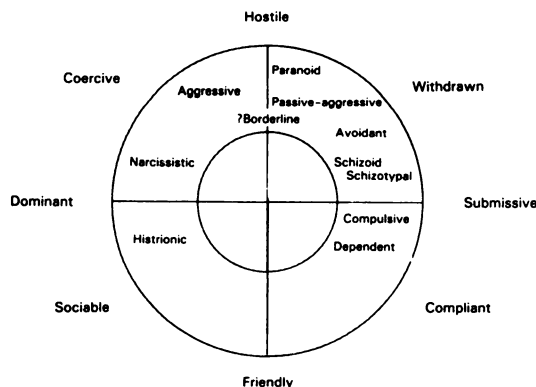 Hostile
Coercive
Paranoid
Withdrawn
Aggressive
Passive-aggressive
?Borderline
Avoidant
Narcissistic
Schizoid
Schizotypal
Dominant
Submissive
Compulsive
Histrionic
Dependent
Sociable
Compliant
Friendly